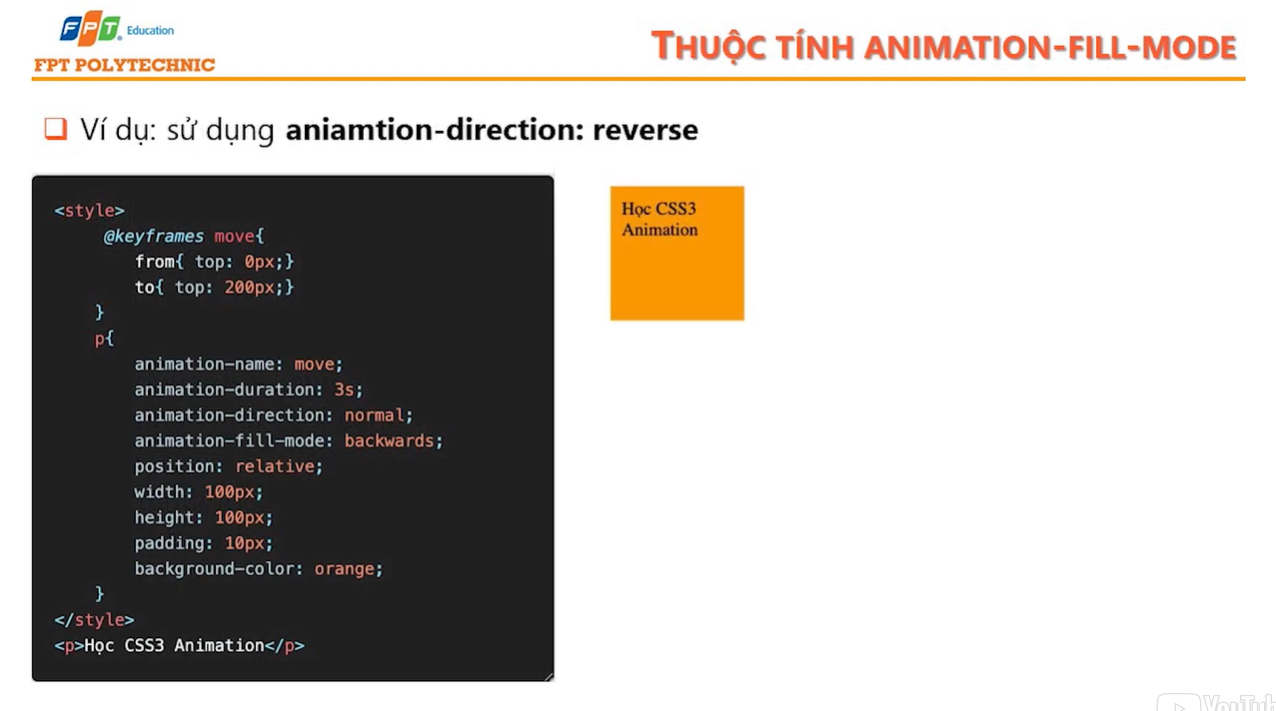 FPT Education
FPT POLYTECHNIC
THUỘC TÍNH ANIMATION-FILL-MODE
Ví dụ: sử dụng aniamtion-direction: reverse
<style>
@keyframes move{
from{ top: 0px;}
to{ top: 200px;}
}
p{
animation-name: move;
animation-duration: 3s;
animation-direction: normal;
animation-fill-mode: backwards;
position: relative;
width: 100px;
height: 100px;
padding: 10px;
background-color: orange;
}
</style>
<p>Học CSS3 Animation</p>
Học CSS3
Animation
YouTub